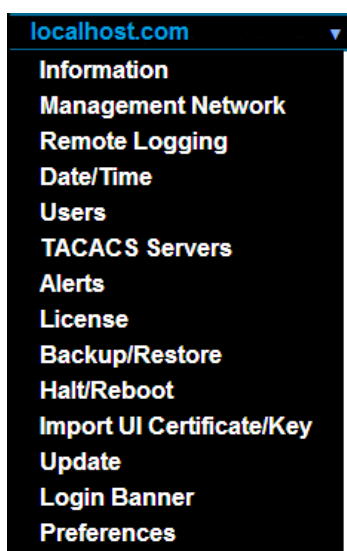 localhost.com
Information
Management Network
Remote Logging
Date/Time
Users
TACACS Servers
Alerts
License
Backup/Restore
Halt/Reboot
Import UI Certificate/Key
Update
Login Banner
Preferences